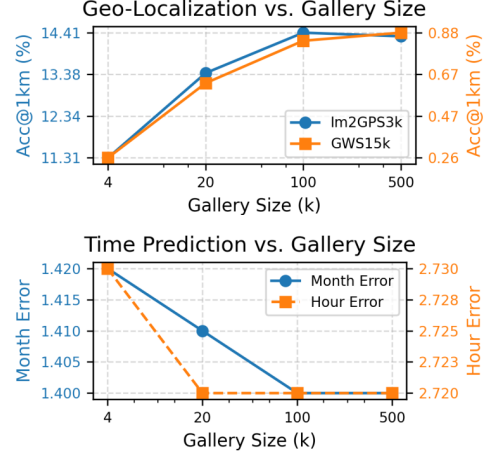 Geo-Localization vs. Gallery Size
Acc@1km (%)
14.41
13.38
12.34
11.31
0.88
0.67
0.47
0.26
Acc@1km (%)
Im2GPS3k
GWS15k
4 20 100 500
Gallery Size (k)
Time Prediction vs. Gallery Size
Month Error
1.420
1.415
1.410
1.405
1.400
2.730
2.728
2.725
2.722
2.720
Hour Error
Month Error
Hour Error
4 20 100 500
Gallery Size (k)